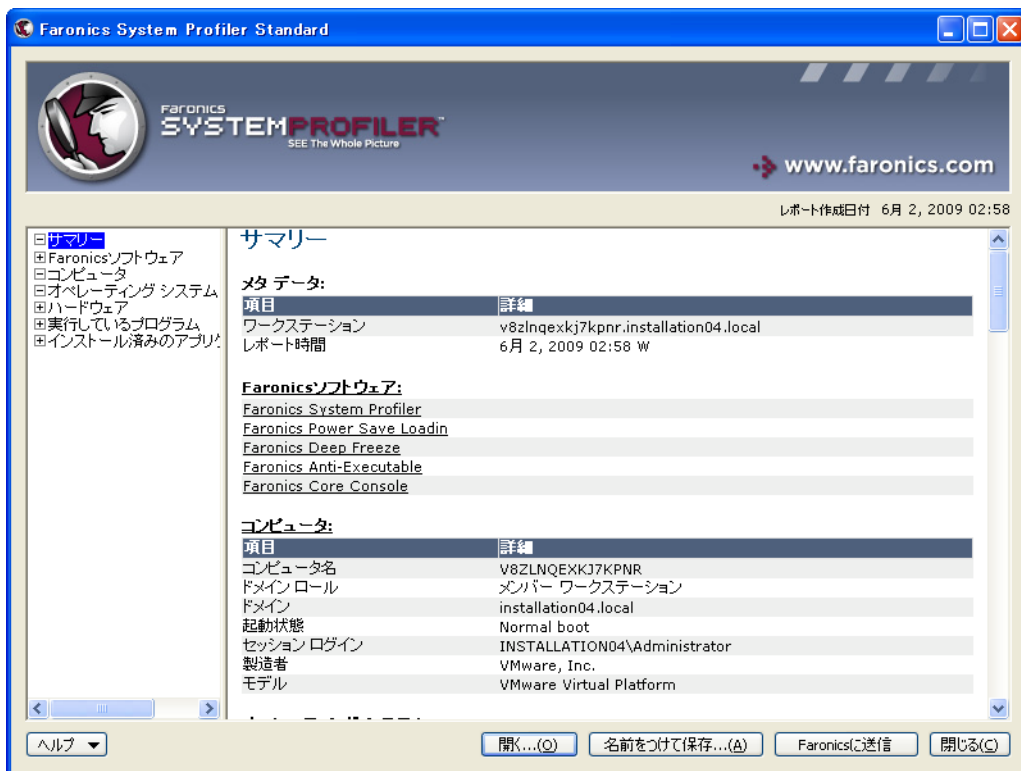 Faronics System Profiler Standard
Faronics
SYSTEMPROFILER™
SEE The Whole Picture
www.faronics.com
レポート作成日付 6月 2, 2009 02:58
サマリー
Faronicsソフトウェア
コンピュータ
オペレーティング システム
ハードウェア
実行しているプログラム
インストール済みのアプリケ
サマリー
メタ データ:
項目 詳細
ワークステーション v8zlnqexkj7kpnr.installation04.local
レポート時間 6月 2, 2009 02:58 W
Faronicsソフトウェア:
Faronics System Profiler
Faronics Power Save Loadin
Faronics Deep Freeze
Faronics Anti-Executable
Faronics Core Console
コンピュータ:
項目 詳細
コンピュータ名 V8ZLNQEXKJ7KPNR
ドメイン ロール メンバー ワークステーション
ドメイン installation04.local
起動状態 Normal boot
セッション ログイン INSTALLATION04\Administrator
製造者 VMware, Inc.
モデル VMware Virtual Platform
ヘルプ
開く...(O)
名前をつけて保存...(A)
Faronicsに送信
閉じる(C)